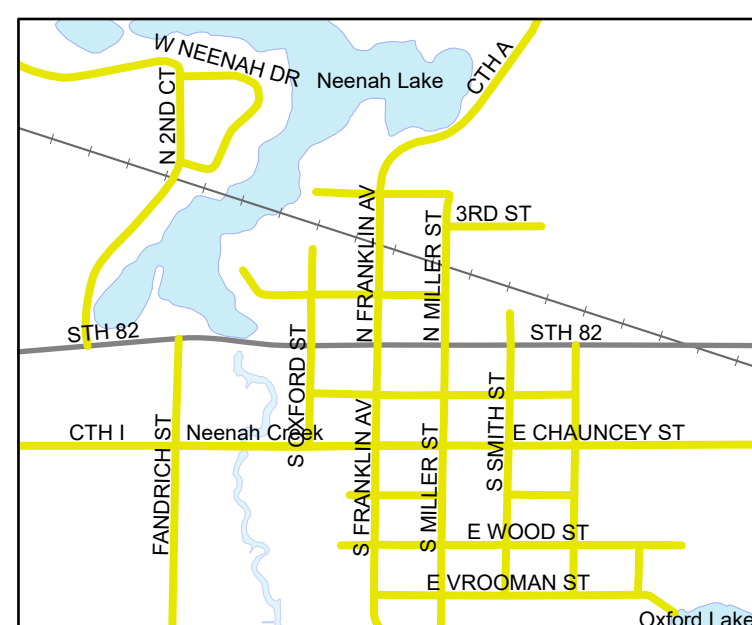 W NEENAH DR
Neenah Lake
CTH A
N 2ND CT
3RD ST
N FRANKLIN AV
N MILLER ST
STH 82
STH 82
S OXFORD ST
S SMITH ST
CTH I
Neenah Creek
E CHAUNCEY ST
FANDRICH ST
S FRANKLIN AV
S MILLER ST
E WOOD ST
E VROOMAN ST
Oxford Lake